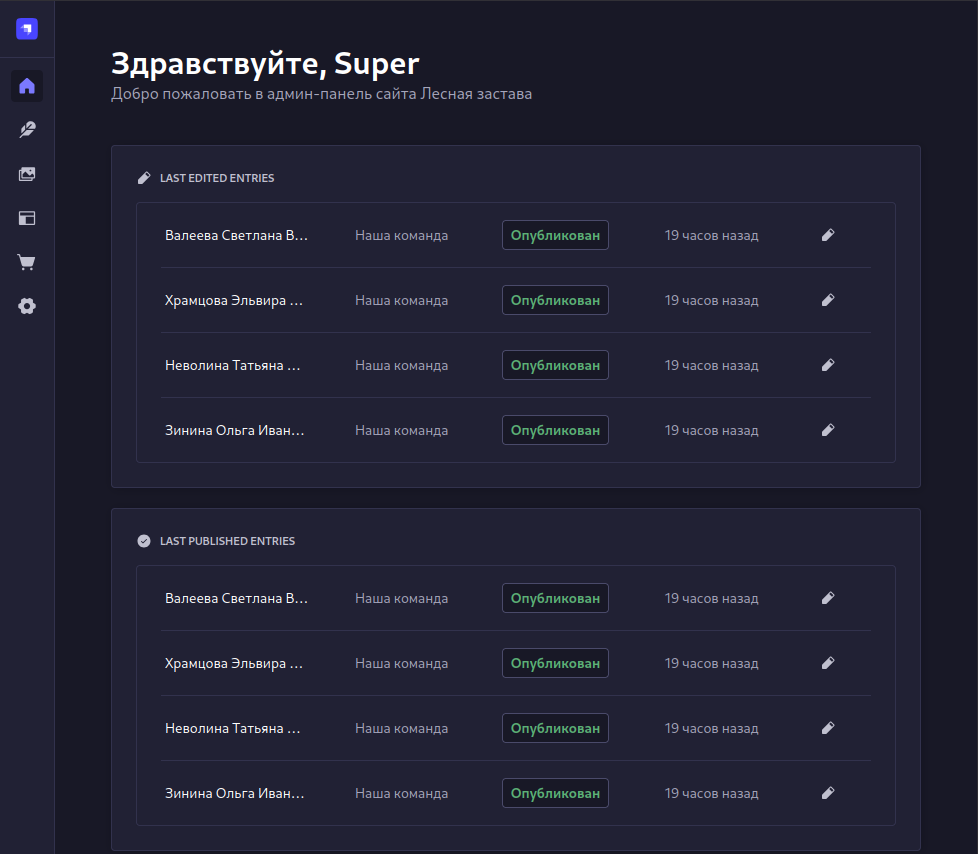 Здравствуйте, Super
Добро пожаловать в админ-панель сайта Лесная застава
LAST EDITED ENTRIES
Валеева Светлана В... Наша команда Опубликован 19 часов назад
Храмцова Эльвира ... Наша команда Опубликован 19 часов назад
Неволина Татьяна ... Наша команда Опубликован 19 часов назад
Зинина Ольга Иван... Наша команда Опубликован 19 часов назад
LAST PUBLISHED ENTRIES
Валеева Светлана В... Наша команда Опубликован 19 часов назад
Храмцова Эльвира ... Наша команда Опубликован 19 часов назад
Неволина Татьяна ... Наша команда Опубликован 19 часов назад
Зинина Ольга Иван... Наша команда Опубликован 19 часов назад